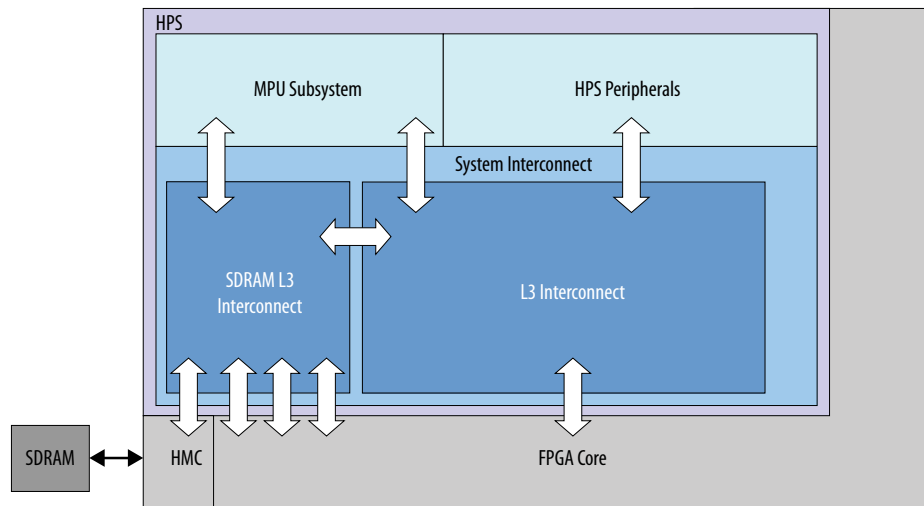 HPS
MPU Subsystem
HPS Peripherals
System Interconnect
SDRAM L3
Interconnect
L3 Interconnect
SDRAM
HMC
FPGA Core